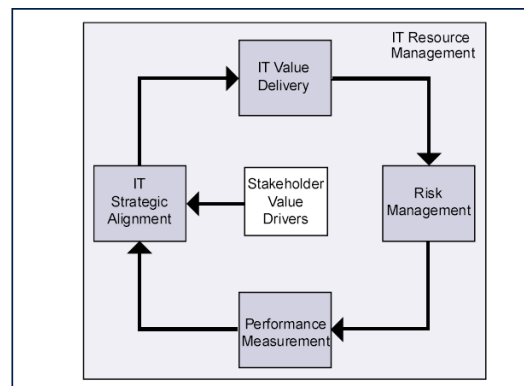 IT Resource
Management
IT Value
Delivery
IT
Strategic
Alignment
Stakeholder
Value
Drivers
Risk
Management
Performance
Measurement